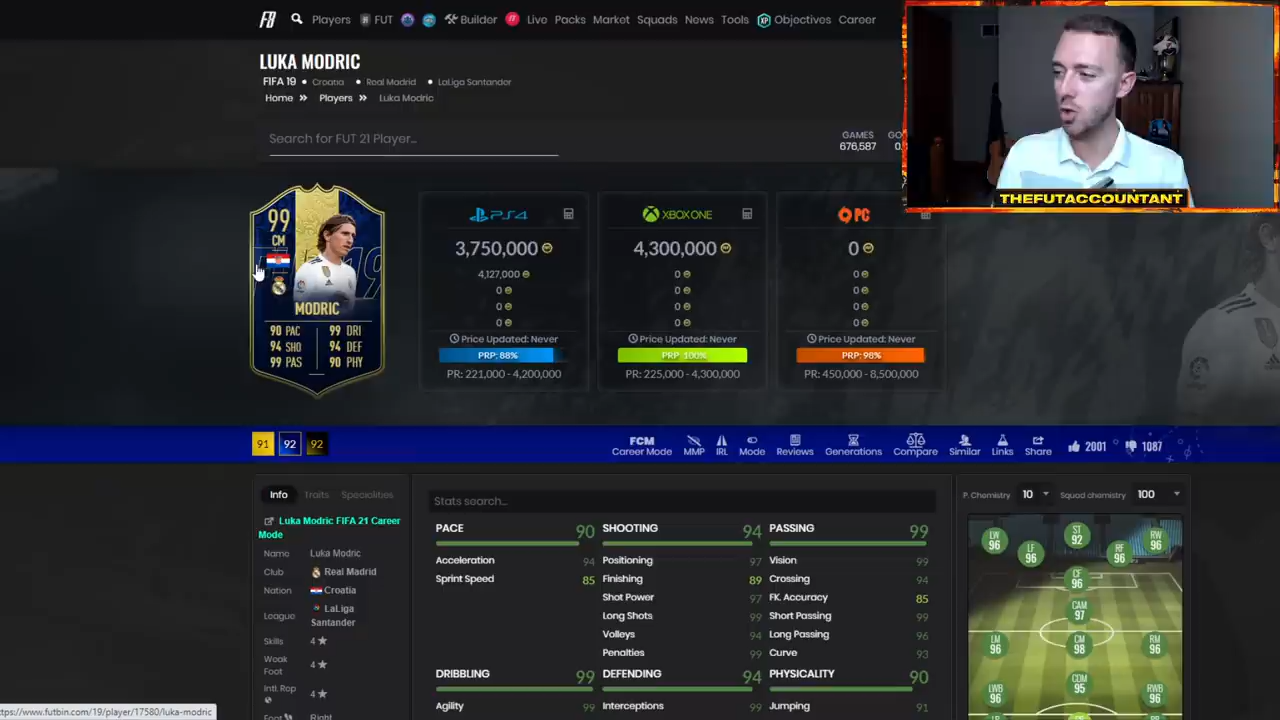 Players FUT Builder Live Packs Market Squads News Tools XP Objectives Career
LUKA MODRIC
FIFA 19 • Croatia • Real Madrid • LaLiga Santander
Home » Players » Luka Modric
Search for FUT 21 Player...
GAMES
676,587
THEFUTACCOUNTANT
99
CM
MODRIC
90 PAC 99 DRI
94 SHO 94 DEF
99 PAS 90 PHY
PS4
3,750,000
4,127,000
0
0
0
Price Updated: Never
PRP: 88%
PR: 221,000 - 4,200,000
XBOX ONE
4,300,000
0
0
0
0
Price Updated: Never
PRP: 100%
PR: 225,000 - 4,300,000
PC
0
0
0
0
0
Price Updated: Never
PRP: 98%
PR: 450,000 - 8,500,000
91 92 92
FCM
Career Mode MMP IRL Mode Reviews Generations Compare Similar Links Share 2001 1087
Info Traits Specialities
Luka Modric FIFA 21 Career
Mode
Name Luka Modric
Club Real Madrid
Nation Croatia
League LaLiga
Santander
Skills 4★
Weak
Foot 4★
Intl. Rep 4★
Foot Right
Stats search...
PACE 90
Acceleration 94
Sprint Speed 85
SHOOTING 94
Positioning 97
Finishing 89
Shot Power 97
Long Shots 99
Volleys 94
Penalties 99
PASSING 99
Vision 99
Crossing 94
FK. Accuracy 85
Short Passing 99
Long Passing 96
Curve 93
DRIBBLING 99
Agility 99
DEFENDING 94
Interceptions 99
PHYSICALITY 90
Jumping 91
P. Chemistry 10 Squad chemistry 100
LW
96
ST
92
RW
96
LF
96
RF
96
CF
96
CAM
97
LM
96
CM
98
RM
96
CDM
95
LWB
96
RWB
96
ttps://www.futbin.com/19/player/17580/luka-modric